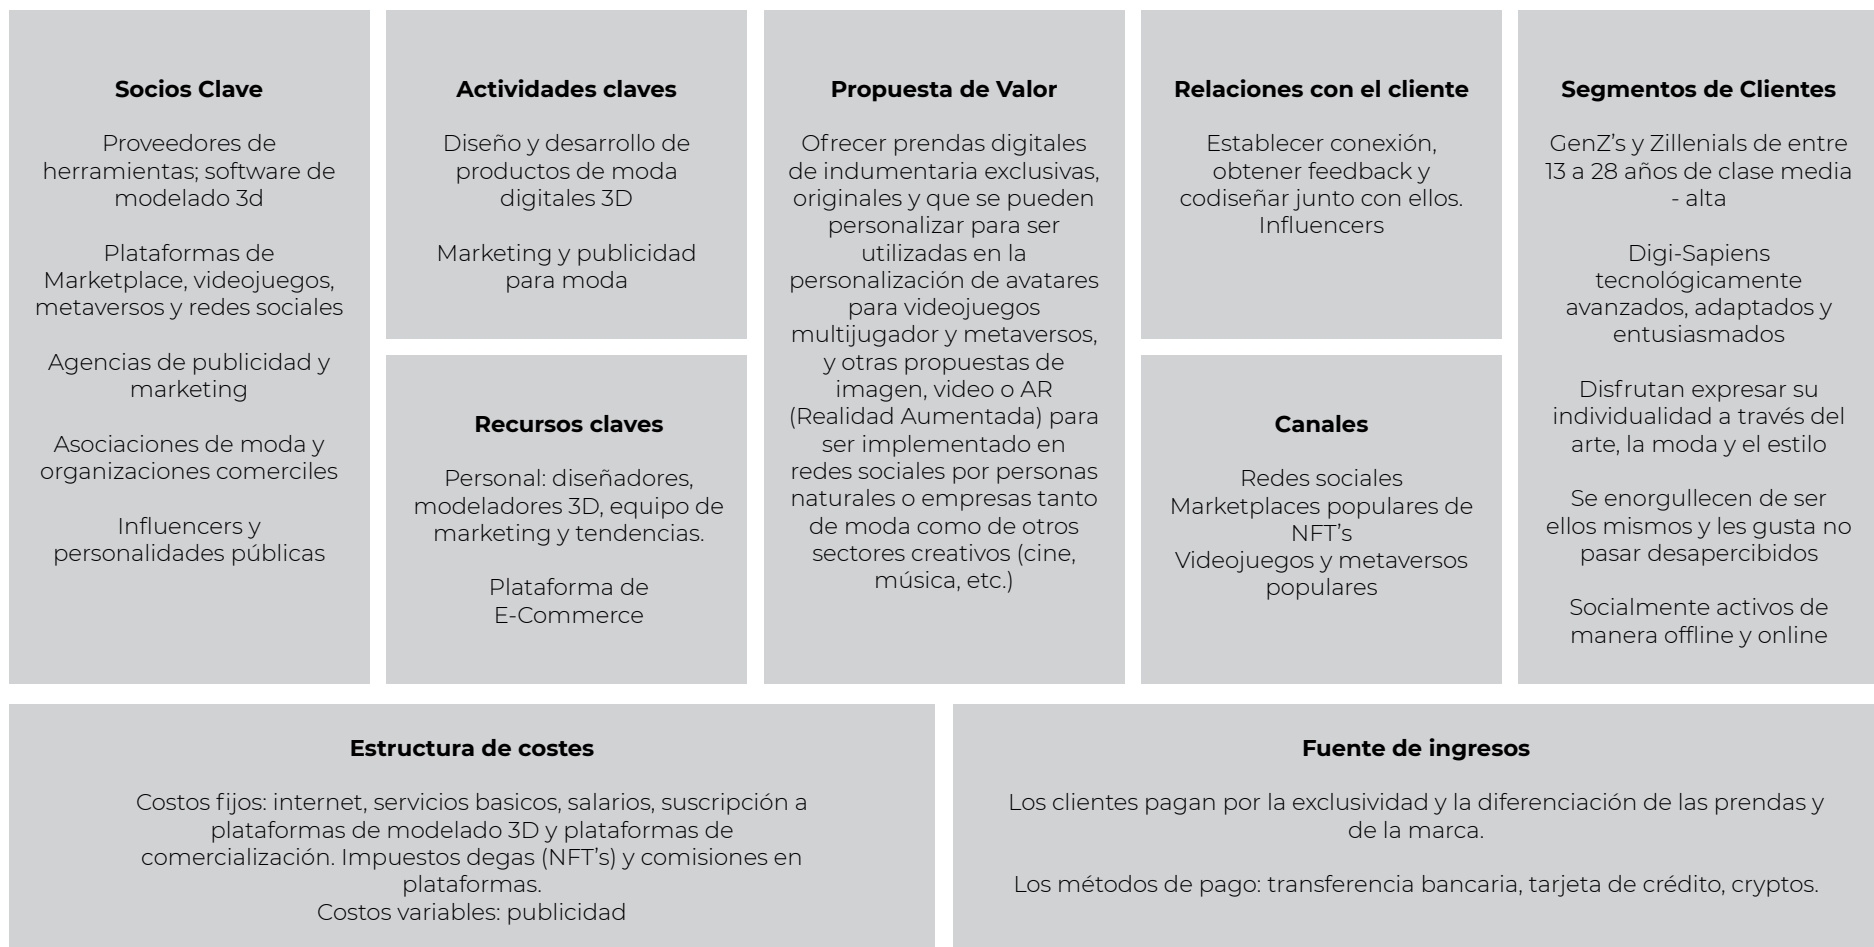 Socios Clave
Proveedores de
herramientas; software de
modelado 3d
Plataformas de
Marketplace, videojuegos,
metaversos y redes sociales
Agencias de publicidad y
marketing
Asociaciones de moda y
organizaciones comerciles
Influencers y
personalidades públicas
Actividades claves
Diseño y desarrollo de
productos de moda
digitales 3D
Marketing y publicidad
para moda
Recursos claves
Personal: diseñadores,
modeladores 3D, equipo de
marketing y tendencias.
Plataforma de
E-Commerce
Propuesta de Valor
Ofrecer prendas digitales
de indumentaria exclusivas,
originales y que se pueden
personalizar para ser
utilizadas en la
personalización de avatares
para videojuegos
multijugador y metaversos,
y otras propuestas de
imagen, video o AR
(Realidad Aumentada) para
ser implementado en
redes sociales por personas
naturales o empresas tanto
de moda como de otros
sectores creativos (cine,
música, etc.)
Relaciones con el cliente
Establecer conexión,
obtener feedback y
codiseñar junto con ellos.
Influencers
Canales
Redes sociales
Marketplaces populares de
NFT's
Videojuegos y metaversos
populares
Segmentos de Clientes
GenZ's y Zillenials de entre
13 a 28 años de clase media
- alta
Digi-Sapiens
tecnológicamente
avanzados, adaptados y
entusiasmados
Disfrutan expresar su
individualidad a través del
arte, la moda y el estilo
Se enorgullecen de ser
ellos mismos y les gusta no
pasar desapercibidos
Socialmente activos de
manera offline y online
Estructura de costes
Costos fijos: internet, servicios basicos, salarios, suscripción a
plataformas de modelado 3D y plataformas de
comercialización. Impuestos degas (NFT's) y comisiones en
plataformas.
Costos variables: publicidad
Fuente de ingresos
Los clientes pagan por la exclusividad y la diferenciación de las prendas y
de la marca.
Los métodos de pago: transferencia bancaria, tarjeta de crédito, cryptos.